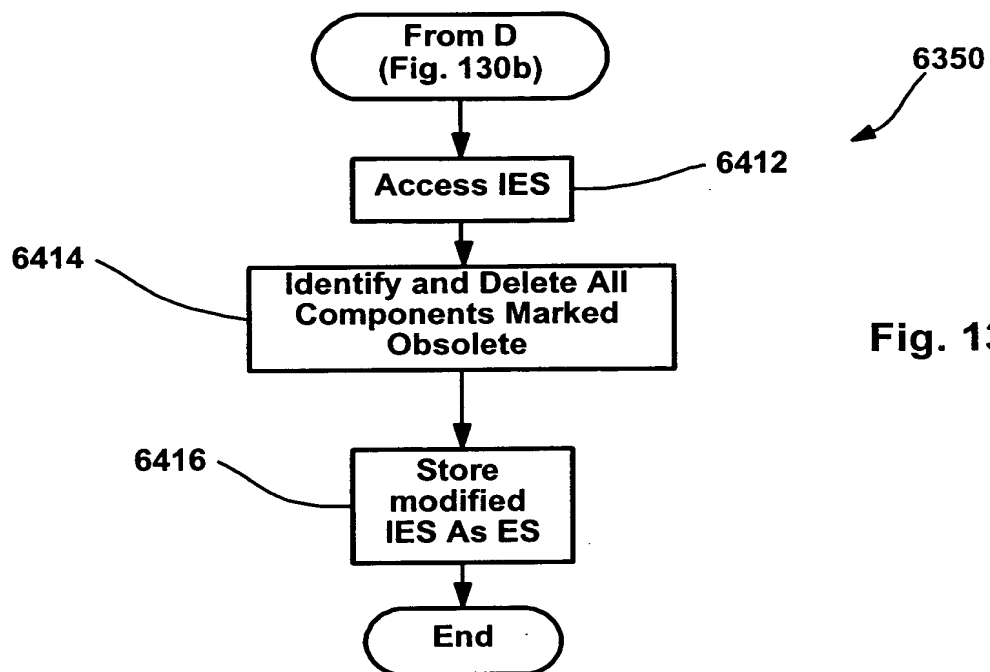 From D
(Fig. 130b)
6350
Access IES
6412
6414
Identify and Delete All
Components Marked
Obsolete
Fig.
6416
Store
modified
IES As ES
End